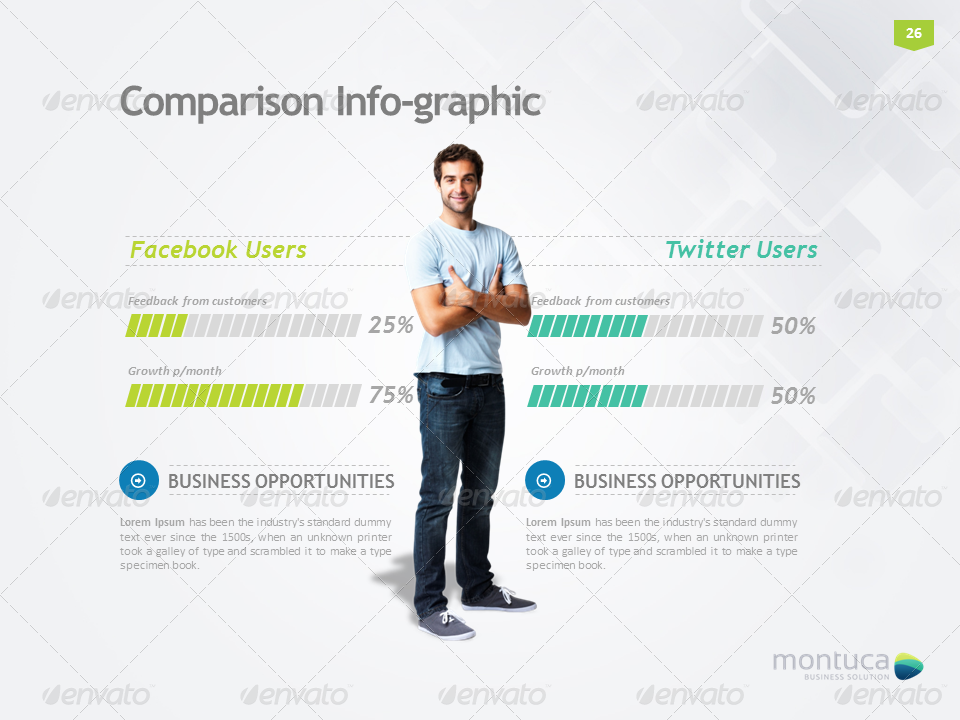 26
Comparison Info-graphic
Facebook Users
Feedback from customers
25%
Growth p/month
75%
BUSINESS OPPORTUNITIES
Lorem Ipsum has been the industry's standard dummy
text ever since the 1500s, when an unknown printer
took a galley of type and scrambled it to make a type
specimen book.
Twitter Users
Feedback from customers
50%
Growth p/month
50%
BUSINESS OPPORTUNITIES
Lorem Ipsum has been the industry's standard dummy
text ever since the 1500s, when an unknown printer
took a galley of type and scrambled it to make a type
specimen book.
montuca
BUSINESS SOLUTION
envato envato envato envato envato
envato envato envato envato envato
envato envato envato envato envato
envato envato envato envato envato